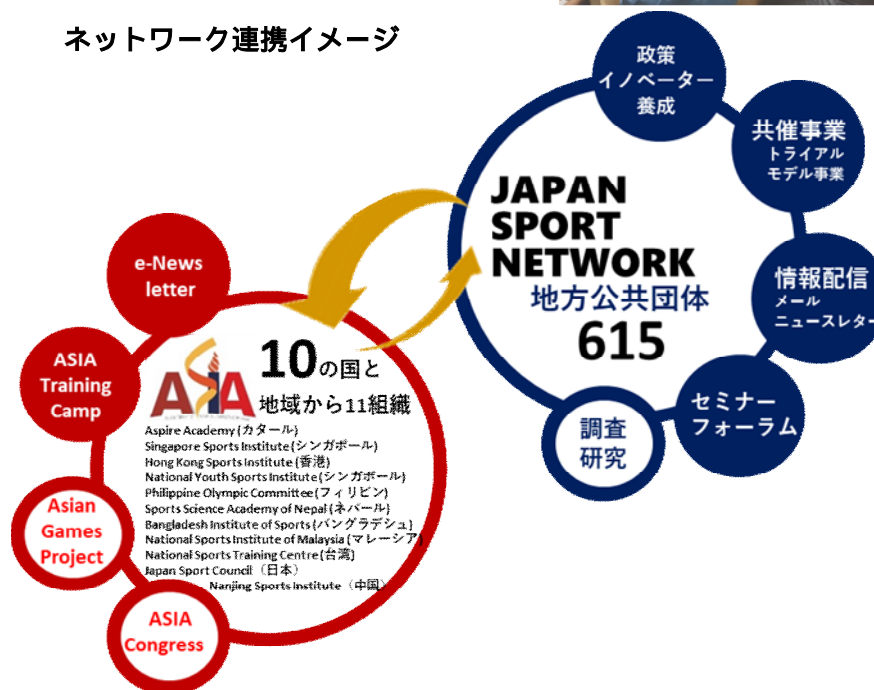 ネットワーク連携イメージ
政策
イノベーター
養成
共催事業
トライアル
モデル事業
情報配信
メール
ニュースレター
セミナー
フォーラム
調査
研究
JAPAN
SPORT
NETWORK
地方公共団体
615
e-News
letter
ASIA
Training
Camp
Asian
Games
Project
ASIA
Congress
ASIA
10の国と
地域から11組織
Aspire Academy(カタール)
Singapore Sports Institute(シンガポール)
Hong Kong Sports Institute(香港)
National Youth Sports Institute(シンガポール)
Philippine Olympic Committee(フィリピン)
Sports Science Academy of Nepal(ネパール)
Bangladesh Institute of Sports(バングラデシュ)
National Sports Institute of Malaysia(マレーシア)
National Sports Training Centre(台湾)
Japan Sport Council（日本）
Nanjing Sports Institute（中国）